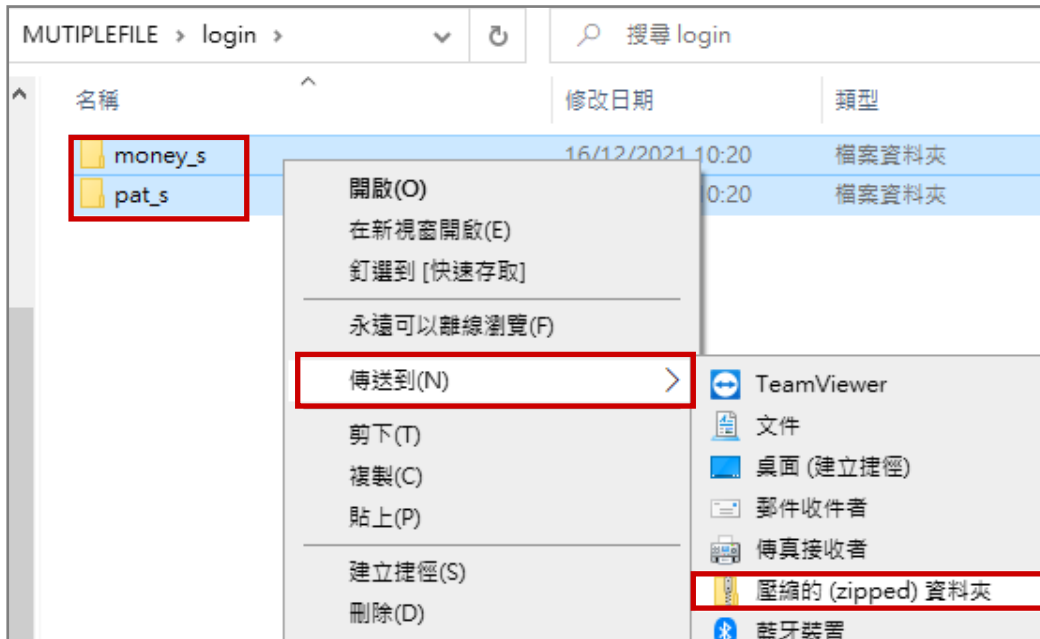 MUTIPLEFILE > login >
搜尋 login
名稱 修改日期 類型
money_s 16/12/2021 10:20 檔案資料夾
pat_s 0:20 檔案資料夾
開啟(O)
在新視窗開啟(E)
釘選到 [快速存取]
永遠可以離線瀏覽(F)
傳送到(N)
剪下(T)
複製(C)
貼上(P)
建立捷徑(S)
刪除(D)
TeamViewer
文件
桌面 (建立捷徑)
郵件收件者
傳真接收者
壓縮的 (zipped) 資料夾
藍牙裝置